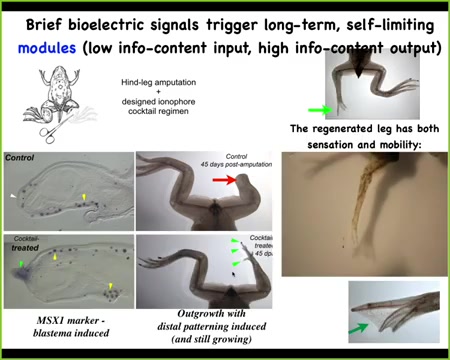 Brief bioelectric signals trigger long-term, self-limiting
modules (low info-content input, high info-content output)
Hind-leg amputation
+
designed ionophore
cocktail regimen
The regenerated leg has both
sensation and mobility:
Control
Control
45 days post-amputation
Cocktail-
treated
Cocktail
treate
45 dp
MSX1 marker -
blastema induced
Outgrowth with
distal patterning induced
(and still growing)